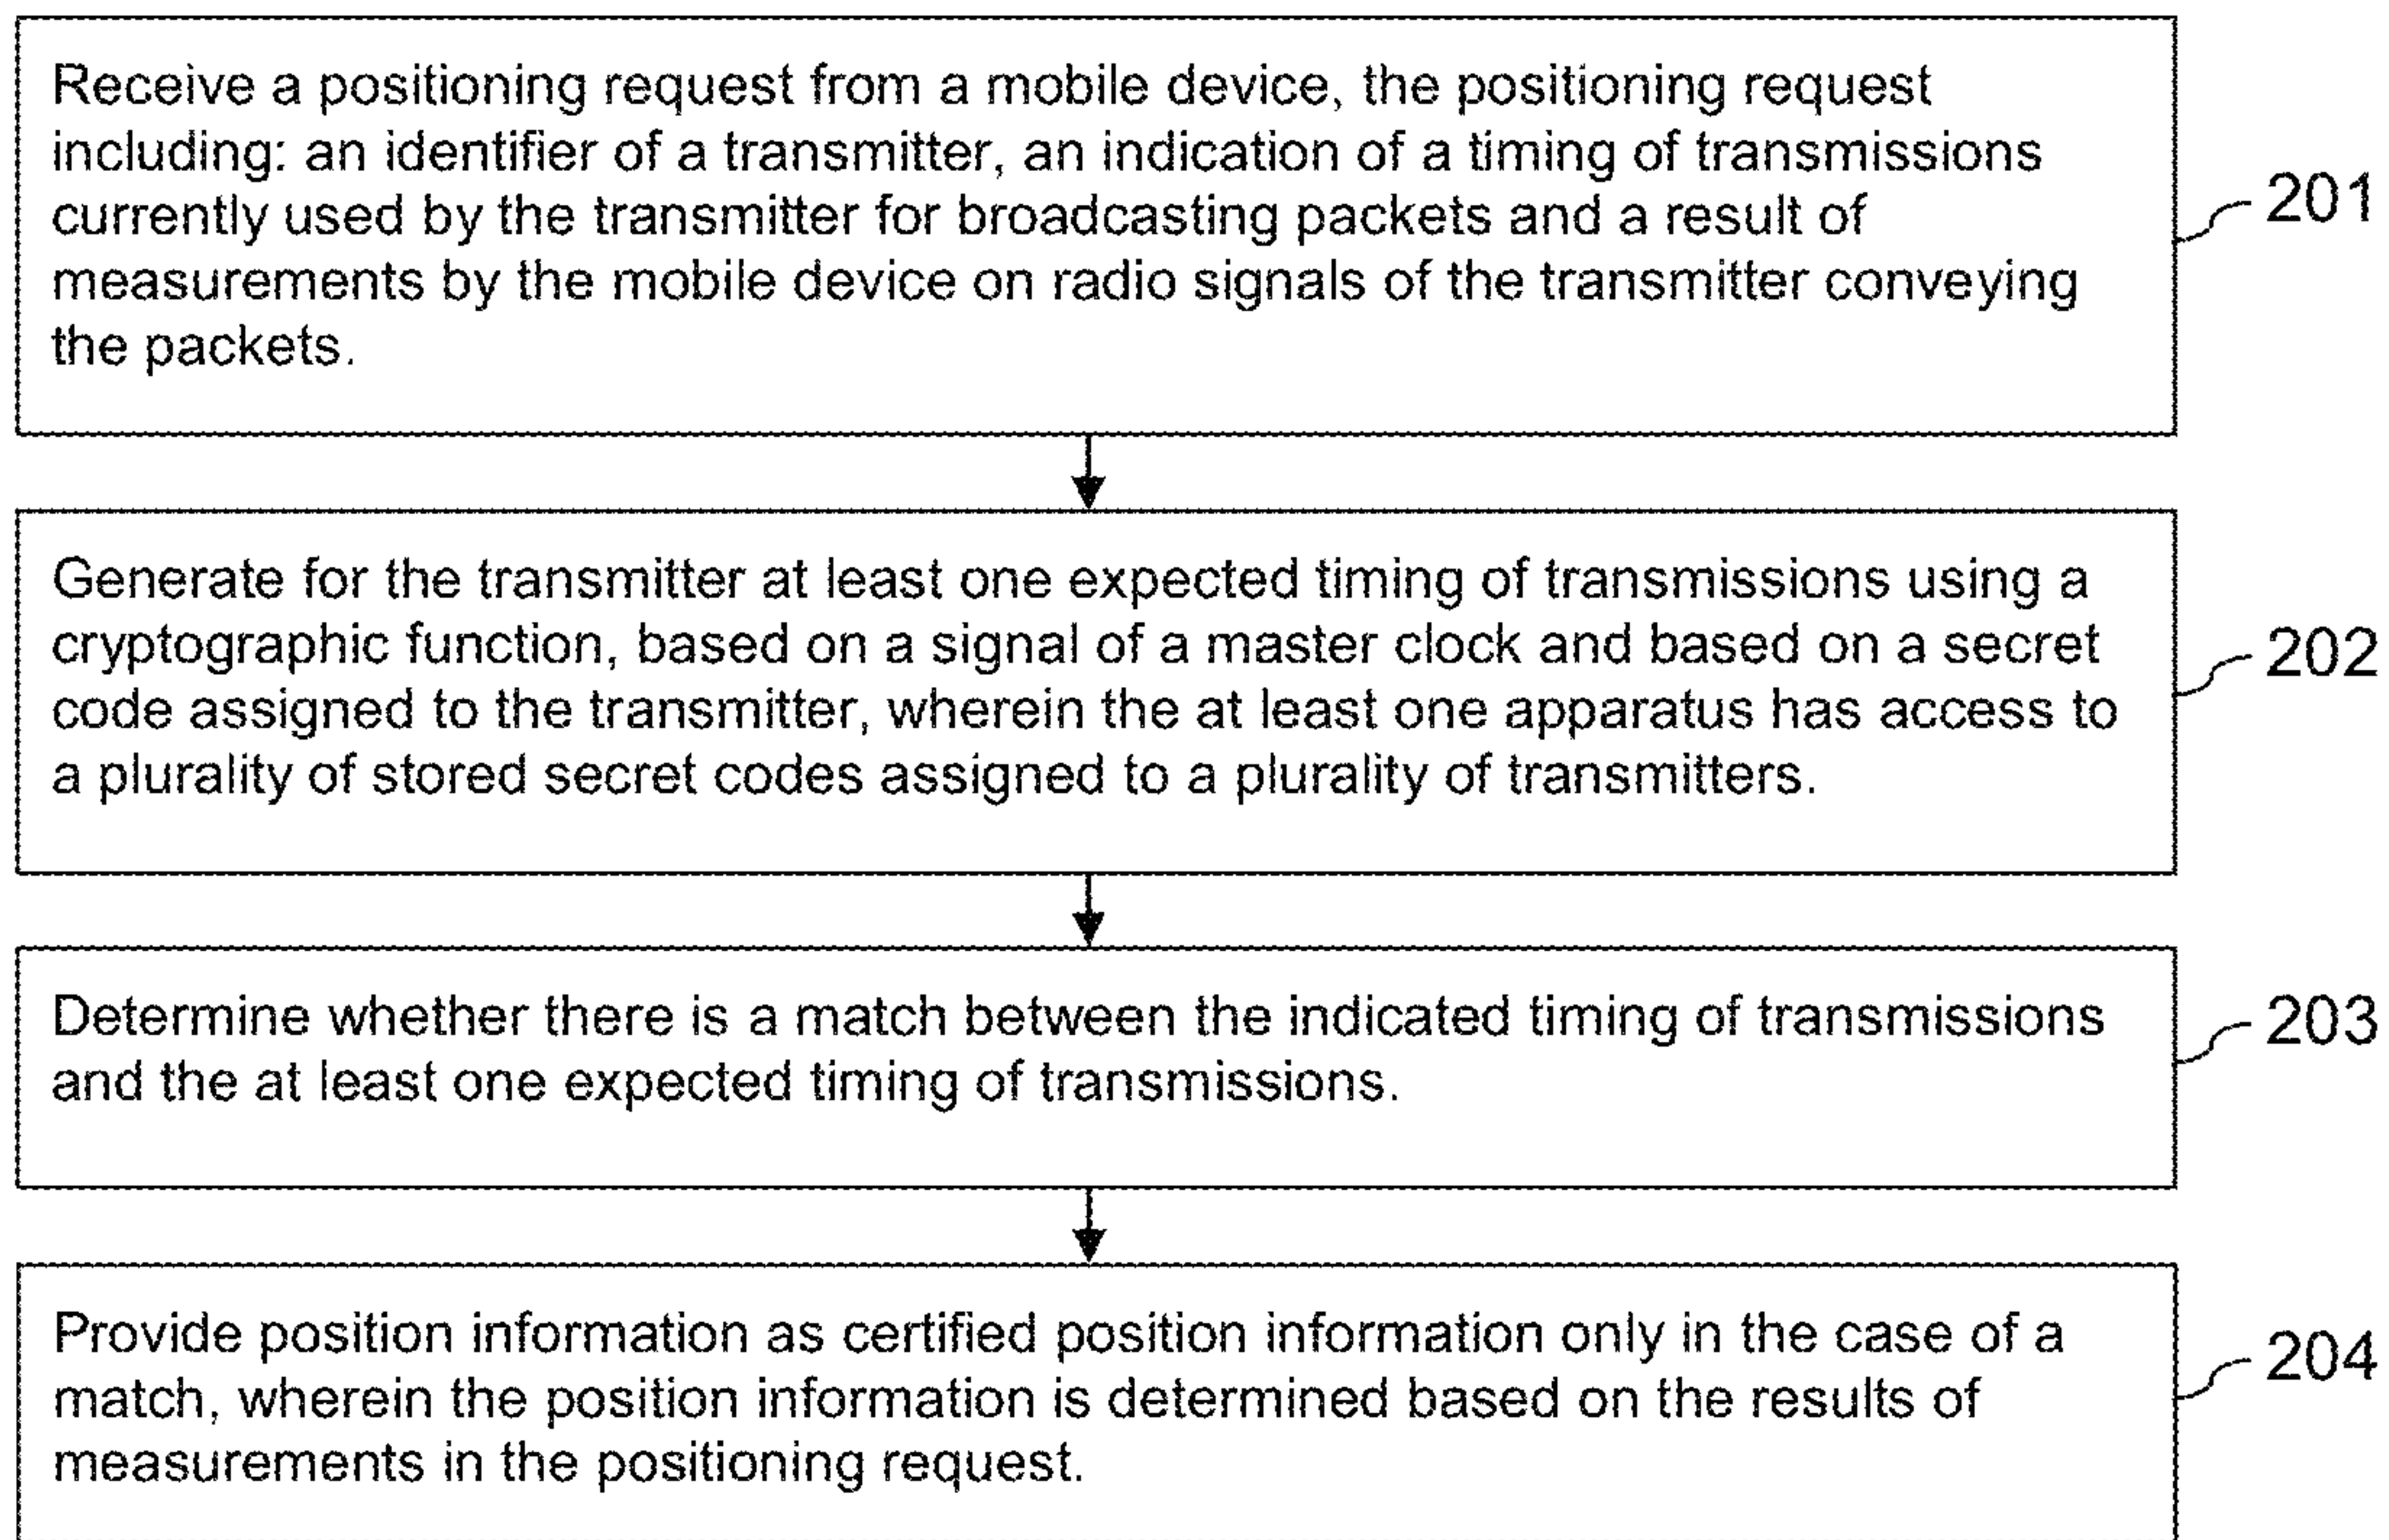 Receive a positioning request from a mobile device, the positioning request
including: an identifier of a transmitter, an indication of a timing of transmissions
currently used by the transmitter for broadcasting packets and a result of
measurements by the mobile device on radio signals of the transmitter conveying
the packets.
201
Generate for the transmitter at least one expected timing of transmissions using a
cryptographic function, based on a signal of a master clock and based on a secret
code assigned to the transmitter, wherein the at least one apparatus has access to
a plurality of stored secret codes assigned to a plurality of transmitters.
202
Determine whether there is a match between the indicated timing of transmissions
and the at least one expected timing of transmissions.
203
Provide position information as certified position information only in the case of a
match, wherein the position information is determined based on the results of
measurements in the positioning request.
204